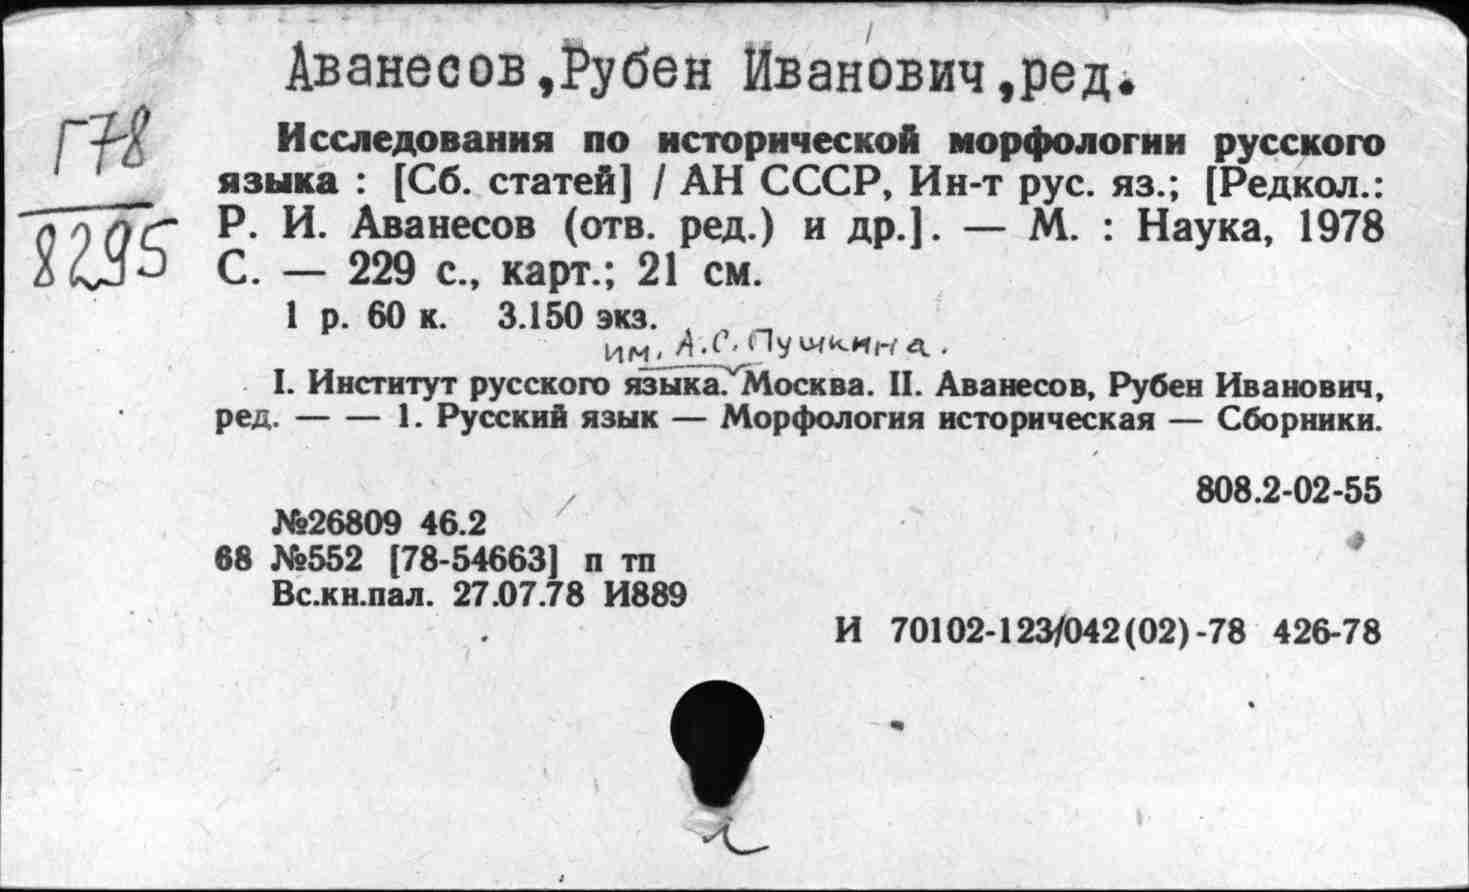 Аванесов,Рубен Иванович,ред.
Г78
8295
Исследования по исторической морфологии русского
языка : [Сб. статей] / АН СССР, Ин-т рус. яз.; [Редкол.:
Р. И. Аванесов (отв. ред.) и др.]. — М. : Наука, 1978
С. — 229 с., карт.; 21 см.
1 р. 60 к. 3.150 экз.
им. А.С. Пушкина.
I. Институт русского языка. Москва. II. Аванесов, Рубен Иванович,
ред. — — 1. Русский язык — Морфология историческая — Сборники.
808.2-02-55
№26809 46.2
68 №552 [78-54663] п тп
Вс.кн.пал. 27.07.78 И889
И 70102-123/042(02)-78 426-78